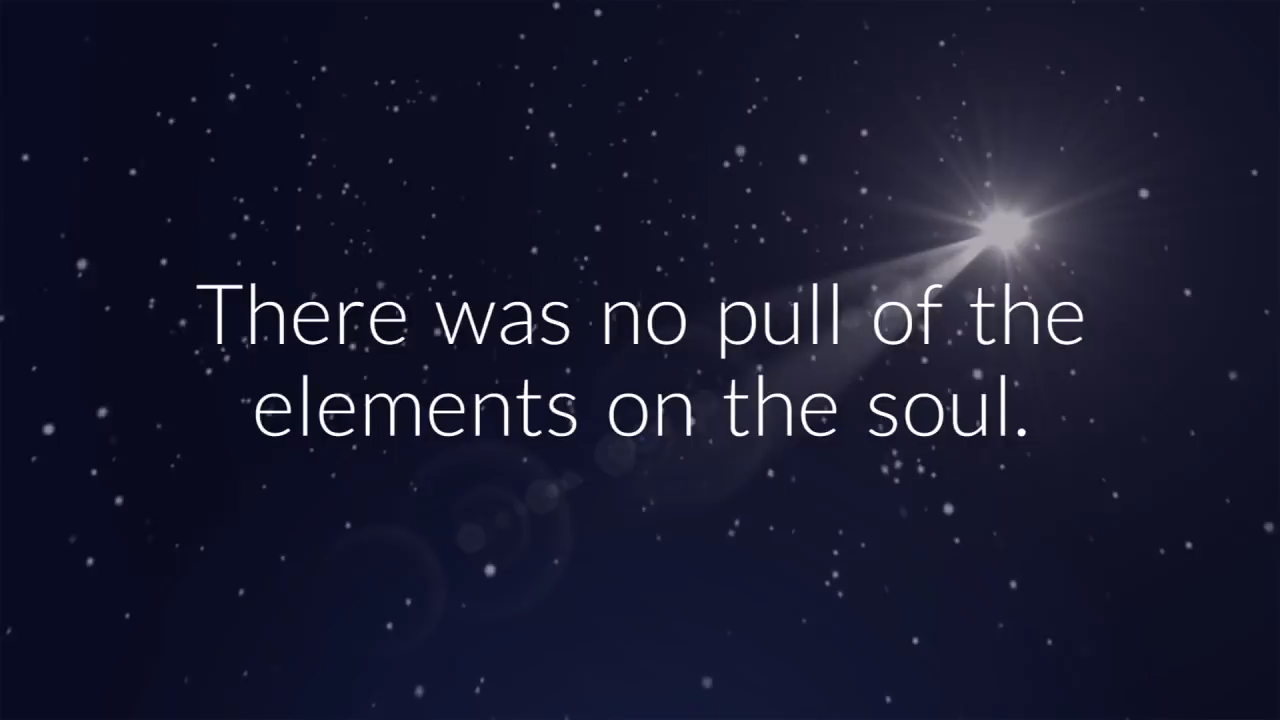 There was no pull of the
elements on the soul.